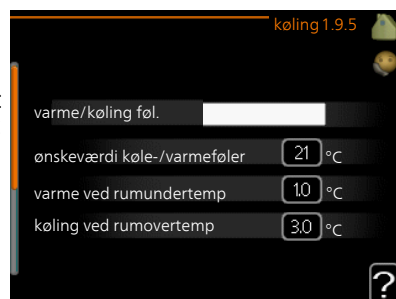 køling 1.9.5
varme/køling føl.
ønskeværdi køle-/varmeføler 21 °C
varme ved rumundertemp 1.0 °C
køling ved rumovertemp 3.0 °C
?